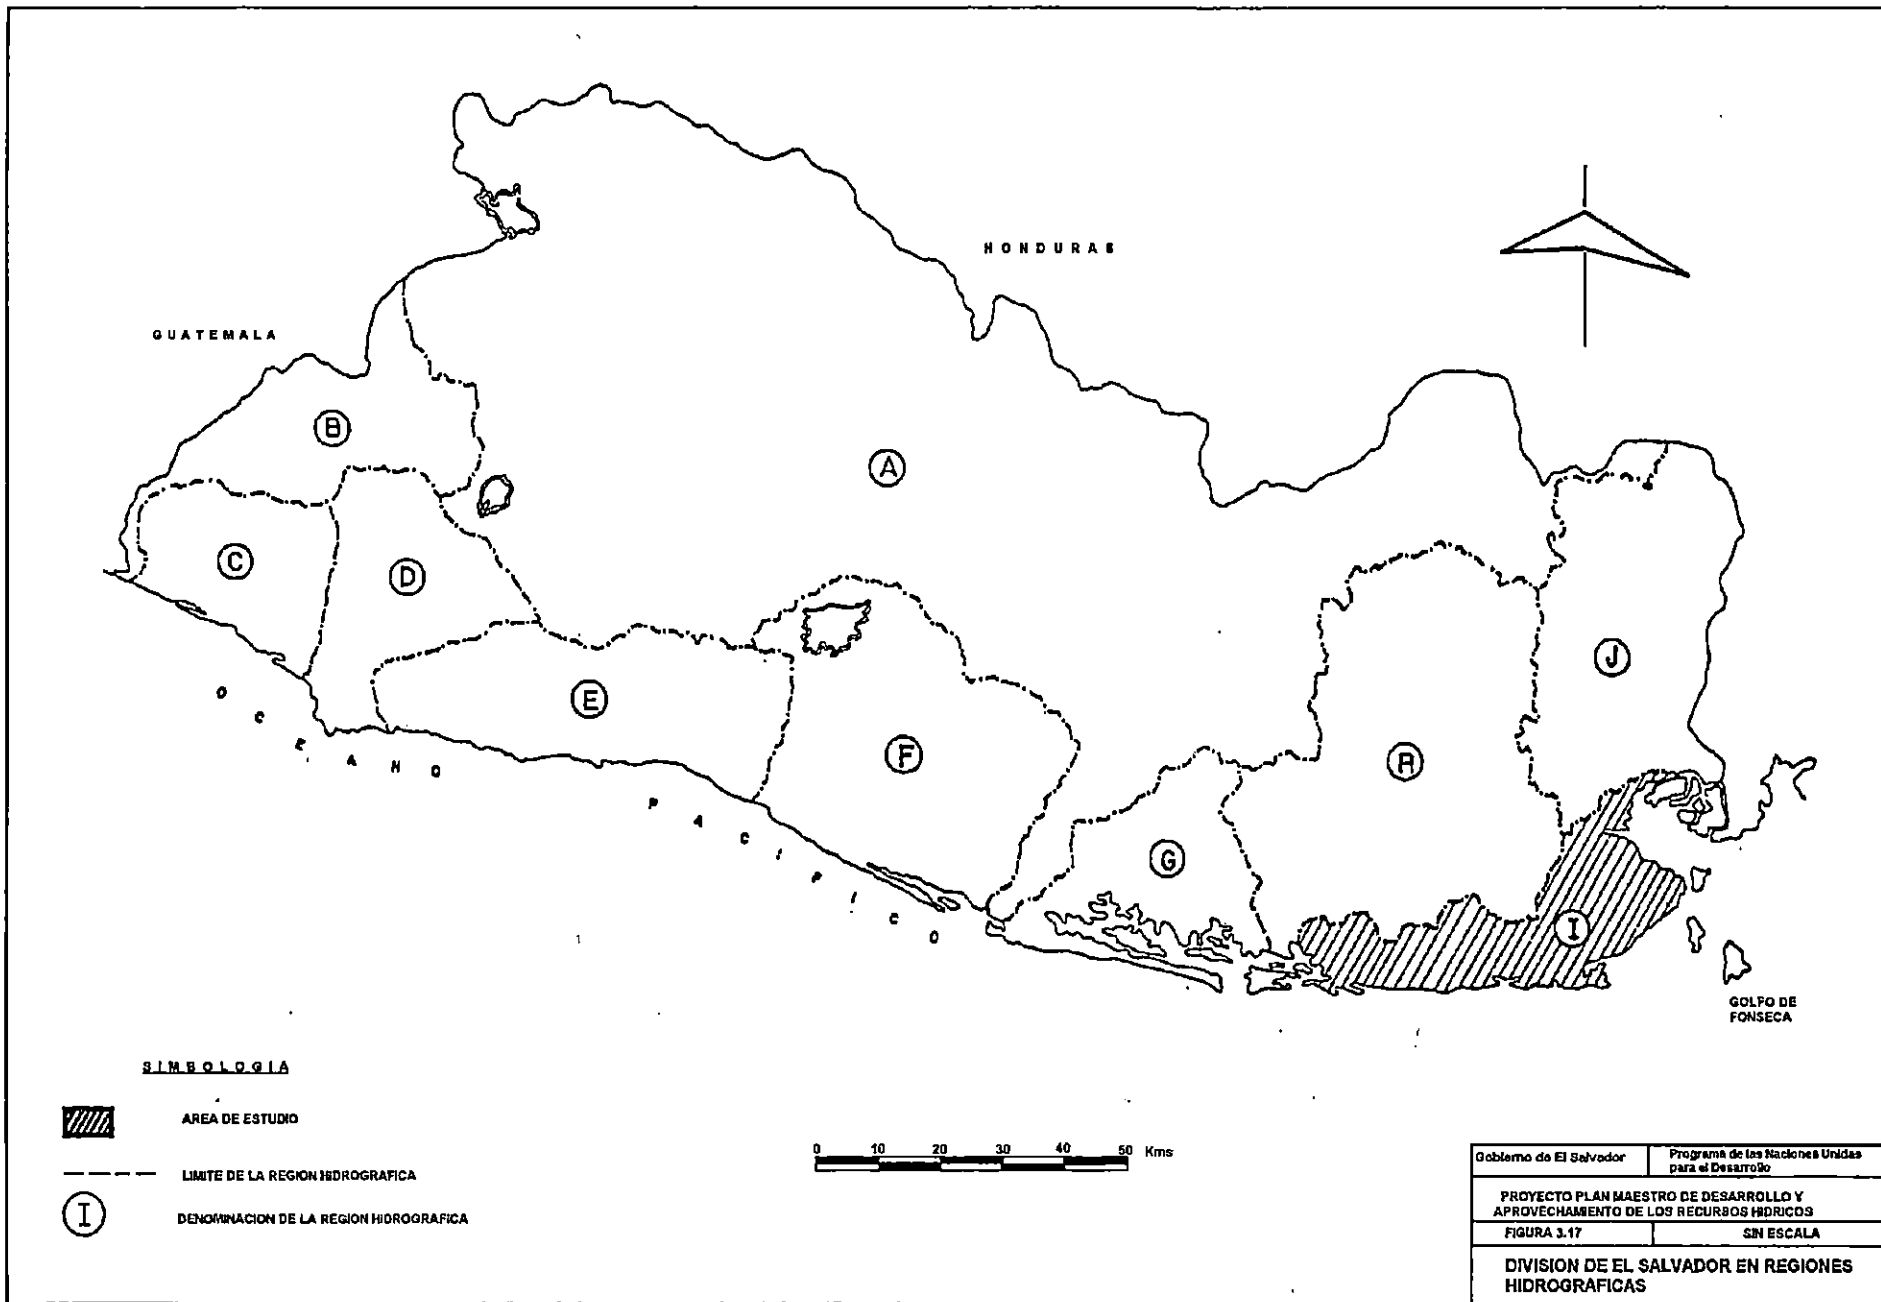 HONDURAS
GUATEMALA
B
A
C
D
E
F
J
H
G
I
OCEANO PACIFICO
GOLFO DE
FONSECA
SIMBOLOGIA
AREA DE ESTUDIO
LIMITE DE LA REGION HIDROGRAFICA
I
DENOMINACION DE LA REGION HIDROGRAFICA
0 10 20 30 40 50 Kms
Gobierno de El Salvador
Programa de las Naciones Unidas
para el Desarrollo
PROYECTO PLAN MAESTRO DE DESARROLLO Y
APROVECHAMIENTO DE LOS RECURSOS HIDRICOS
FIGURA 3.17
SIN ESCALA
DIVISION DE EL SALVADOR EN REGIONES
HIDROGRAFICAS